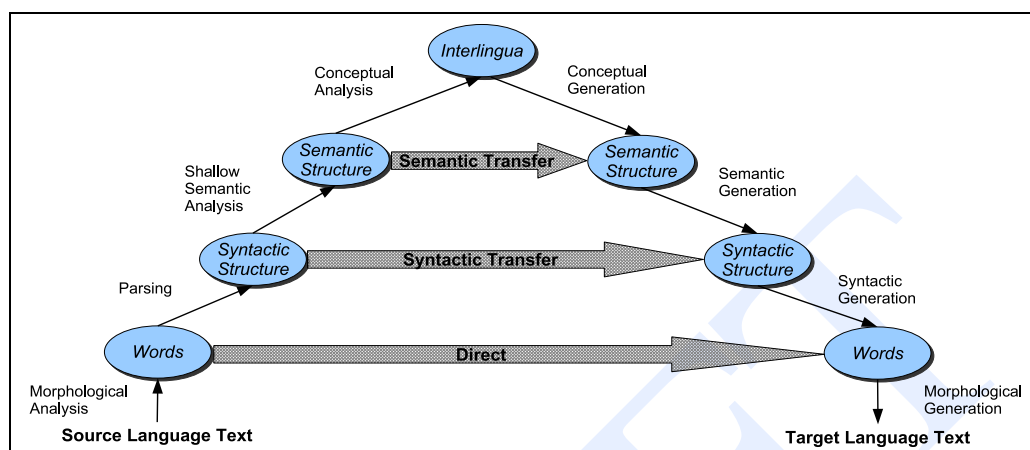 Interlingua
Conceptual
Analysis
Conceptual
Generation
Semantic
Structure
Semantic Transfer
Semantic
Structure
Shallow
Semantic
Analysis
Semantic
Generation
Syntactic
Structure
Syntactic Transfer
Syntactic
Structure
Parsing
Syntactic
Generation
Words
Direct
Words
Morphological
Analysis
Morphological
Generation
Source Language Text
Target Language Text